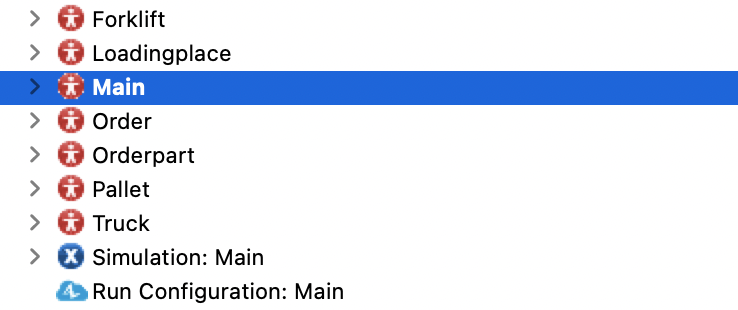 Forklift
Loadingplace
Main
Order
Orderpart
Pallet
Truck
Simulation: Main
Run Configuration: Main